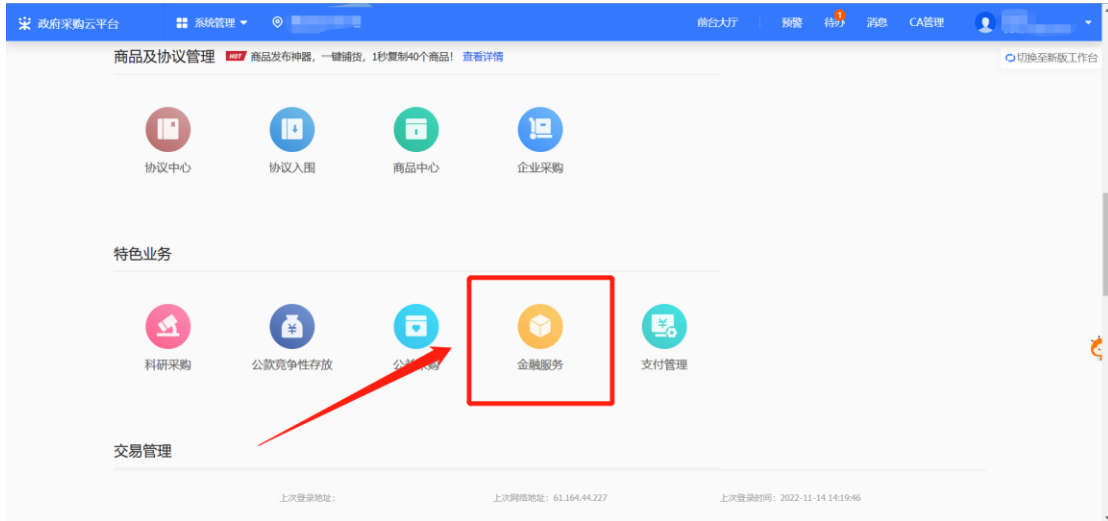 政府采购云平台 系统管理 前台大厅 预警 待办 1 消息 CA管理
商品及协议管理 HOT 商品发布神器，一键铺货，1秒复制40个商品！ 查看详情 切换至新版工作台
协议中心 协议入围 商品中心 企业采购
特色业务
科研采购 公款竞争性存放 采购 金融服务 支付管理
交易管理
上次登录地址： 上次网络地址：61.164.44.227 上次登录时间：2022-11-14 14:19:46